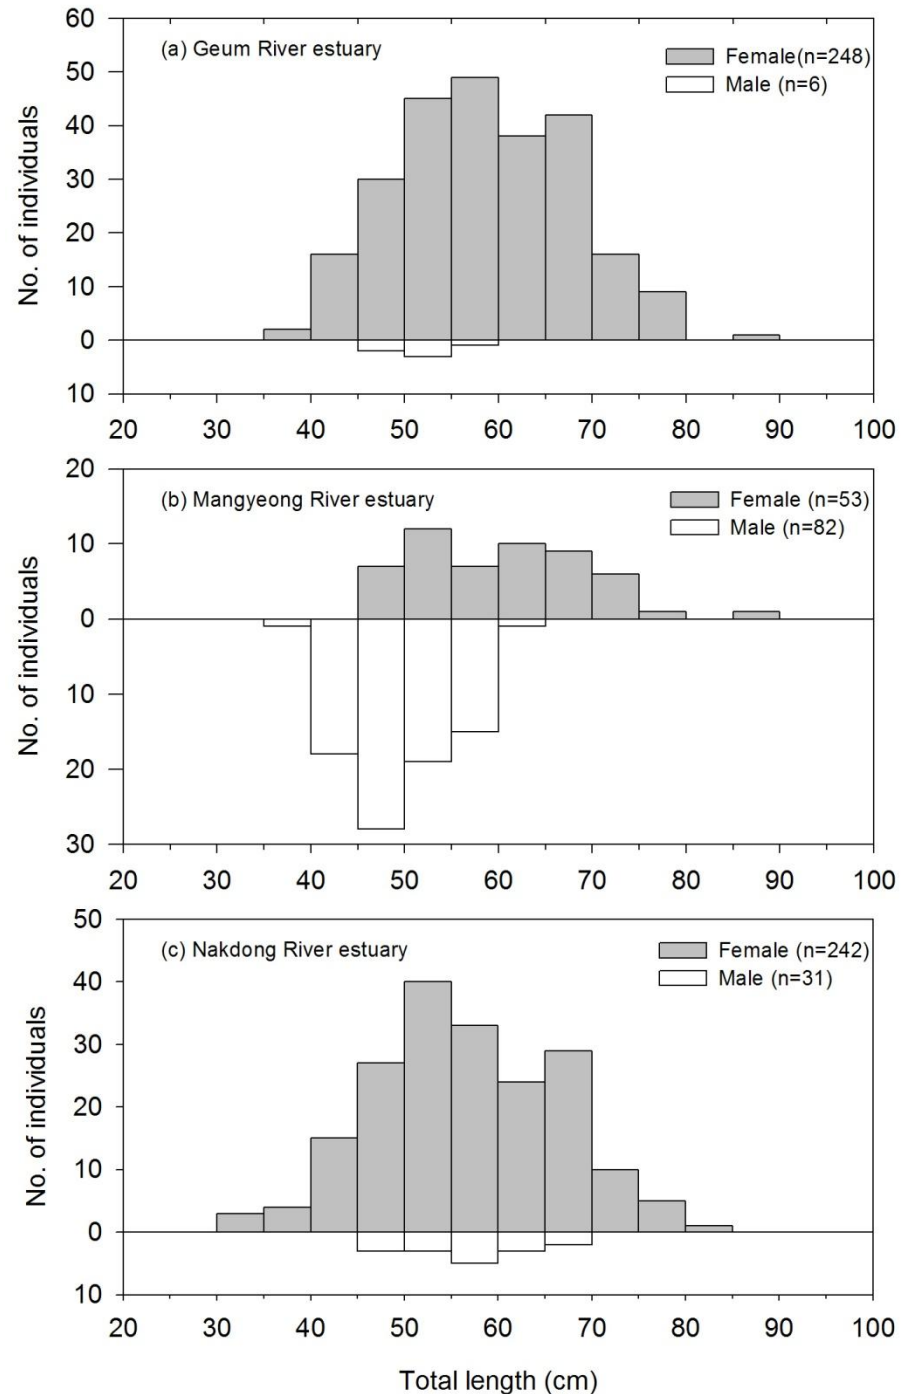 60
(a) Geum River estuary
Female(n=248)
50
Male (n=6)
40
30
20
10
0
10
No. of individuals
20 30 40 50 60 70 80 90 100
20
(b) Mangyeong River estuary
Female (n=53)
Male (n=82)
10
0
10
20
30
No. of individuals
20 30 40 50 60 70 80 90 100
50
(c) Nakdong River estuary
Female (n=242)
Male (n=31)
40
30
20
10
0
10
No. of individuals
20 30 40 50 60 70 80 90 100
Total length (cm)